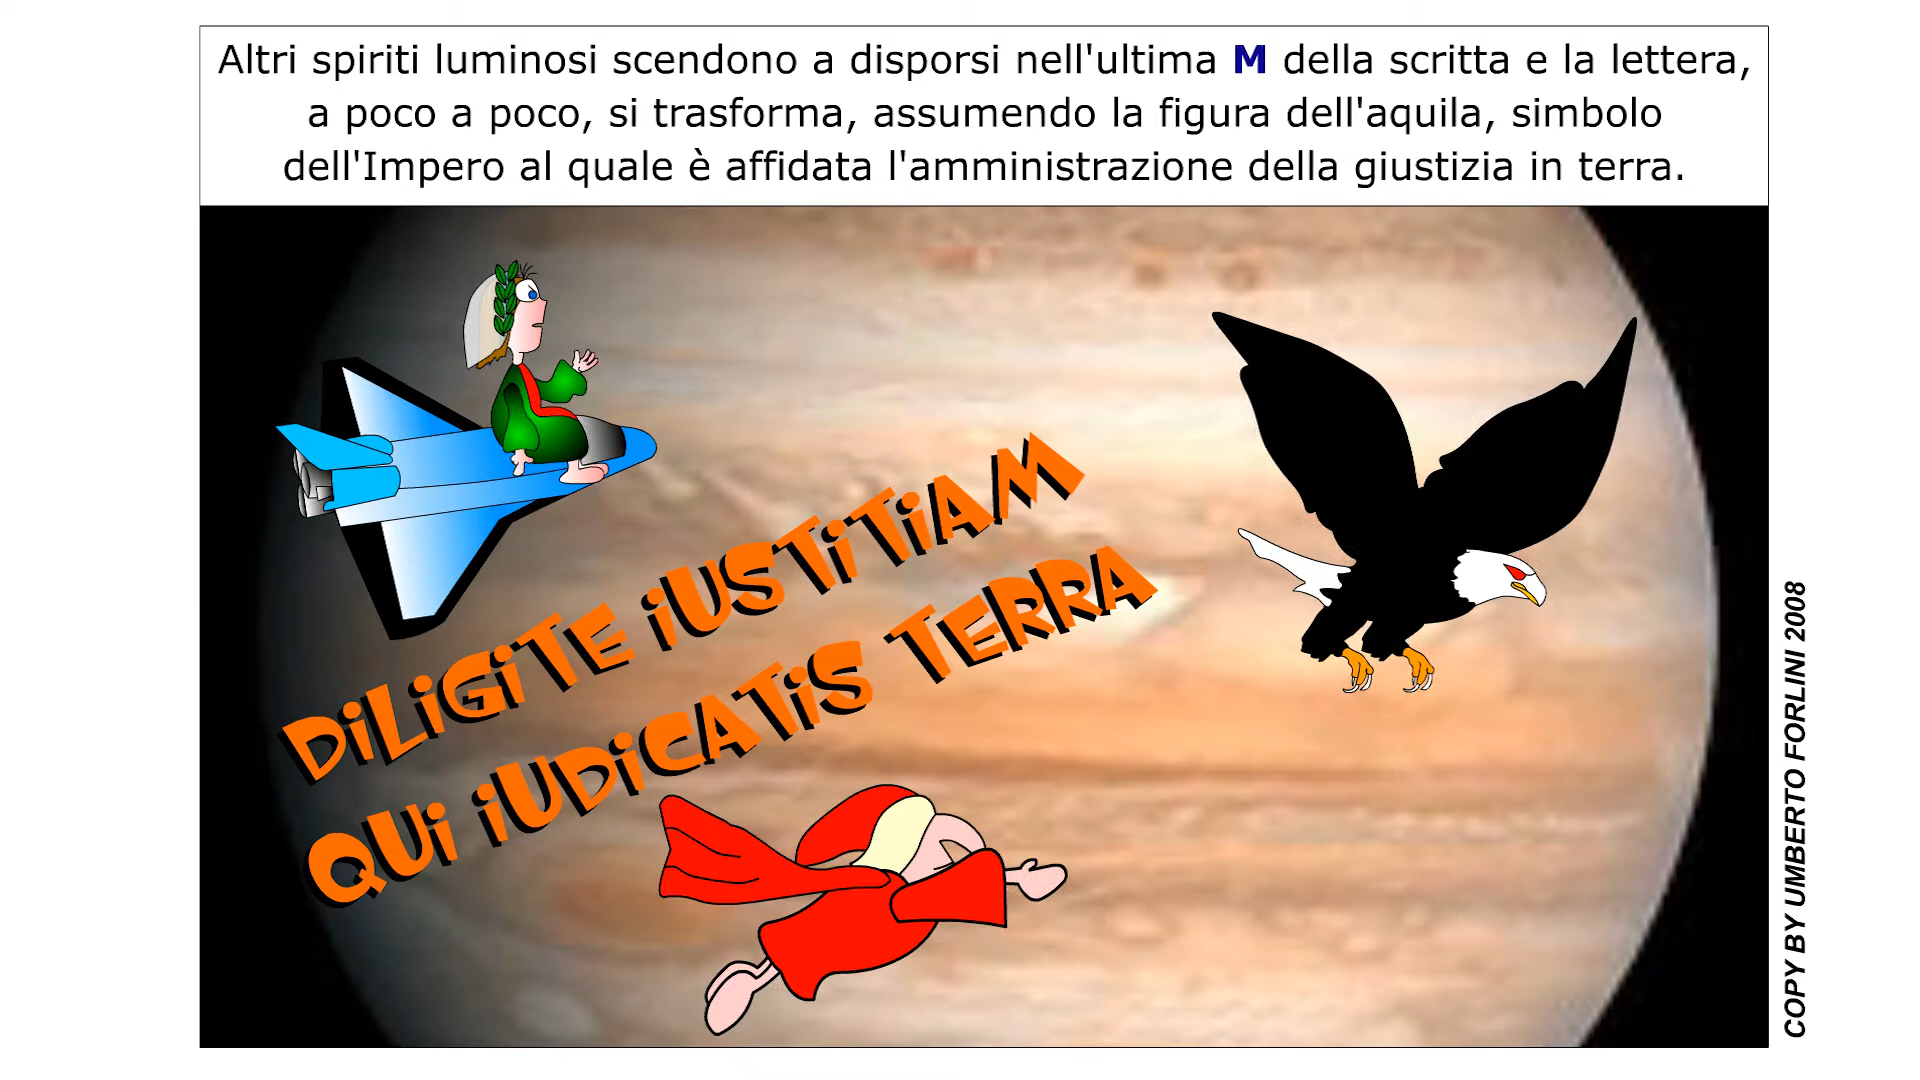 Altri spiriti luminosi scendono a disporsi nell'ultima M della scritta e la lettera,
a poco a poco, si trasforma, assumendo la figura dell'aquila, simbolo
dell'Impero al quale è affidata l'amministrazione della giustizia in terra.
DiLiGiTE iUSTiTiAM
QUi iUDiCATiS TERRA
COPY BY UMBERTO FORLINI 2008